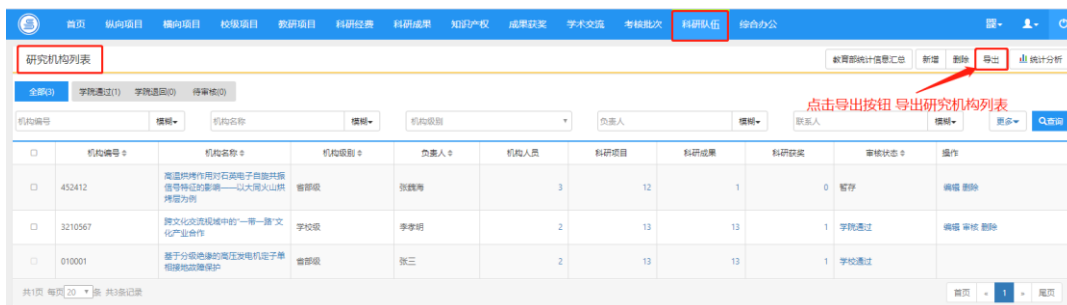 首页 纵向项目 横向项目 校级项目 教研项目 科研经费 科研成果 知识产权 成果获奖 学术交流 考核批次 科研队伍 综合办公
研究机构列表 教育部统计信息汇总 新增 删除 导出 统计分析
全部(3) 学院通过(1) 学院退回(0) 待审核(0)
点击导出按钮 导出研究机构列表
机构编号 模糊 机构名称 模糊 机构级别 负责人 模糊 联系人 模糊 更多 查询
机构编号 机构名称 机构级别 负责人 机构人员 科研项目 科研成果 科研获奖 审核状态 操作
高温烘烤作用对石英电子自旋共振
452412 信号特征的影响——以大同火山烘 省部级 张魏海 3 12 1 0 暂存 编辑 删除
烤层为例
跨文化交流视域中的“一带一路”文
3210567 化产业合作 学校级 李孝明 2 13 13 1 学院通过 编辑 审核 删除
基于分级绝缘的高压发电机定子单
010001 相接地故障保护 省部级 张三 2 13 13 1 学校通过
共1页 每页 20 条 共3条记录 首页 « 1 » 尾页